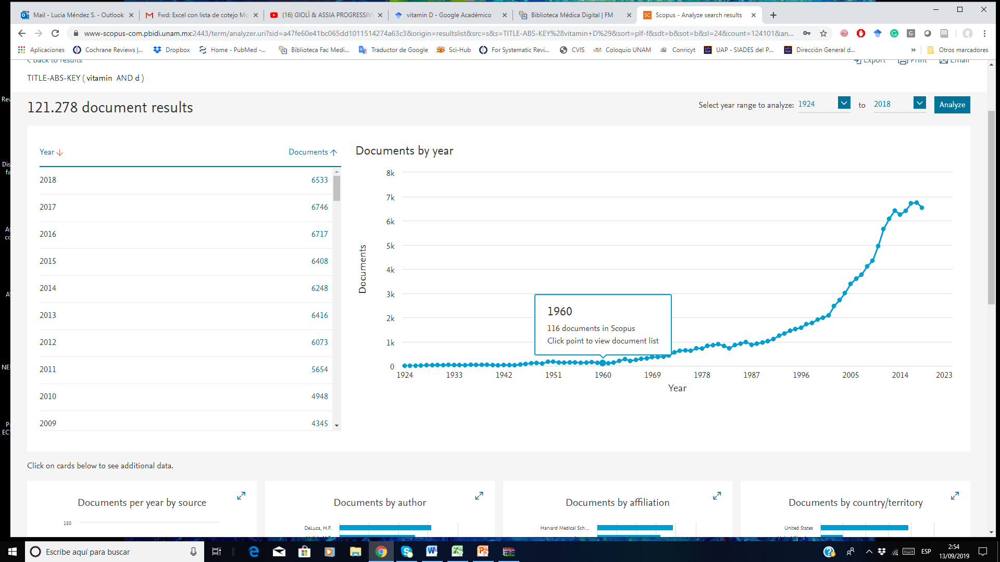 Mail - Lucia Méndez S. - Outlook
Fwd: Excel con lista de cotejo Mo
(16) GIOLÌ & ASSIA PROGRESSIVE
vitamin D - Google Académico
Biblioteca Médica Digital | FM
Scopus - Analyze search results
www-scopus-com.pbidi.unam.mx:2443/term/analyzer.uri?sid=a47fe60e41bc065dd1011514274a63c3&origin=resultslist&src=s&s=TITLE-ABS-KEY%28vitamin+D%29&sort=plf-f&sdt=b&sot=b&sl=24&count=124101&an...
Aplicaciones
Cochrane Reviews |...
Dropbox
Home - PubMed -...
Biblioteca Fac Medi...
Traductor de Google
Sci-Hub
For Systematic Revi...
CVIS
Coloquio UNAM
Conricyt
UAP - SIADES del P...
Dirección General d...
»
Otros marcadores
Back to results
Export
Print
Email
TITLE-ABS-KEY ( vitamin AND d )
121.278 document results
Select year range to analyze: 1924 to 2018 Analyze
Year Documents
2018 6533
2017 6746
2016 6717
2015 6408
2014 6248
2013 6416
2012 6073
2011 5654
2010 4948
2009 4345
Documents by year
8k
7k
6k
5k
4k
3k
2k
1k
0
Documents
1960
116 documents in Scopus
Click point to view document list
1924 1933 1942 1951 1960 1969 1978 1987 1996 2005 2014 2023
Year
Click on cards below to see additional data.
Documents per year by source
150
Documents by author
DeLuca, H.F.
Documents by affiliation
Harvard Medical Sch...
Documents by country/territory
United States
Escribe aquí para buscar
ESP
2:54
13/09/2019